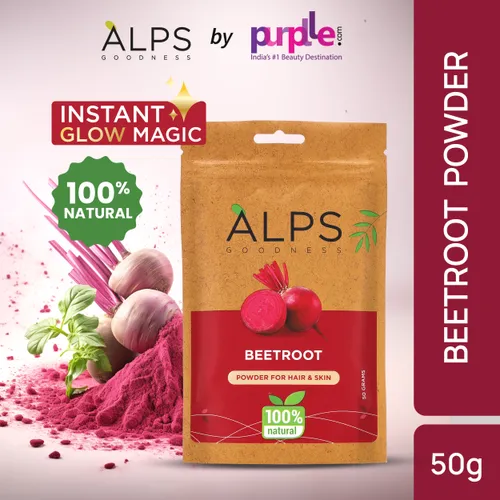 ALPS
GOODNESS
by
purplle.com
India's #1 Beauty Destination
INSTANT
GLOW MAGIC
100%
NATURAL
ALPS
GOODNESS
BEETROOT
POWDER FOR HAIR & SKIN
50 GRAMS
100%
natural
BEETROOT POWDER
50g